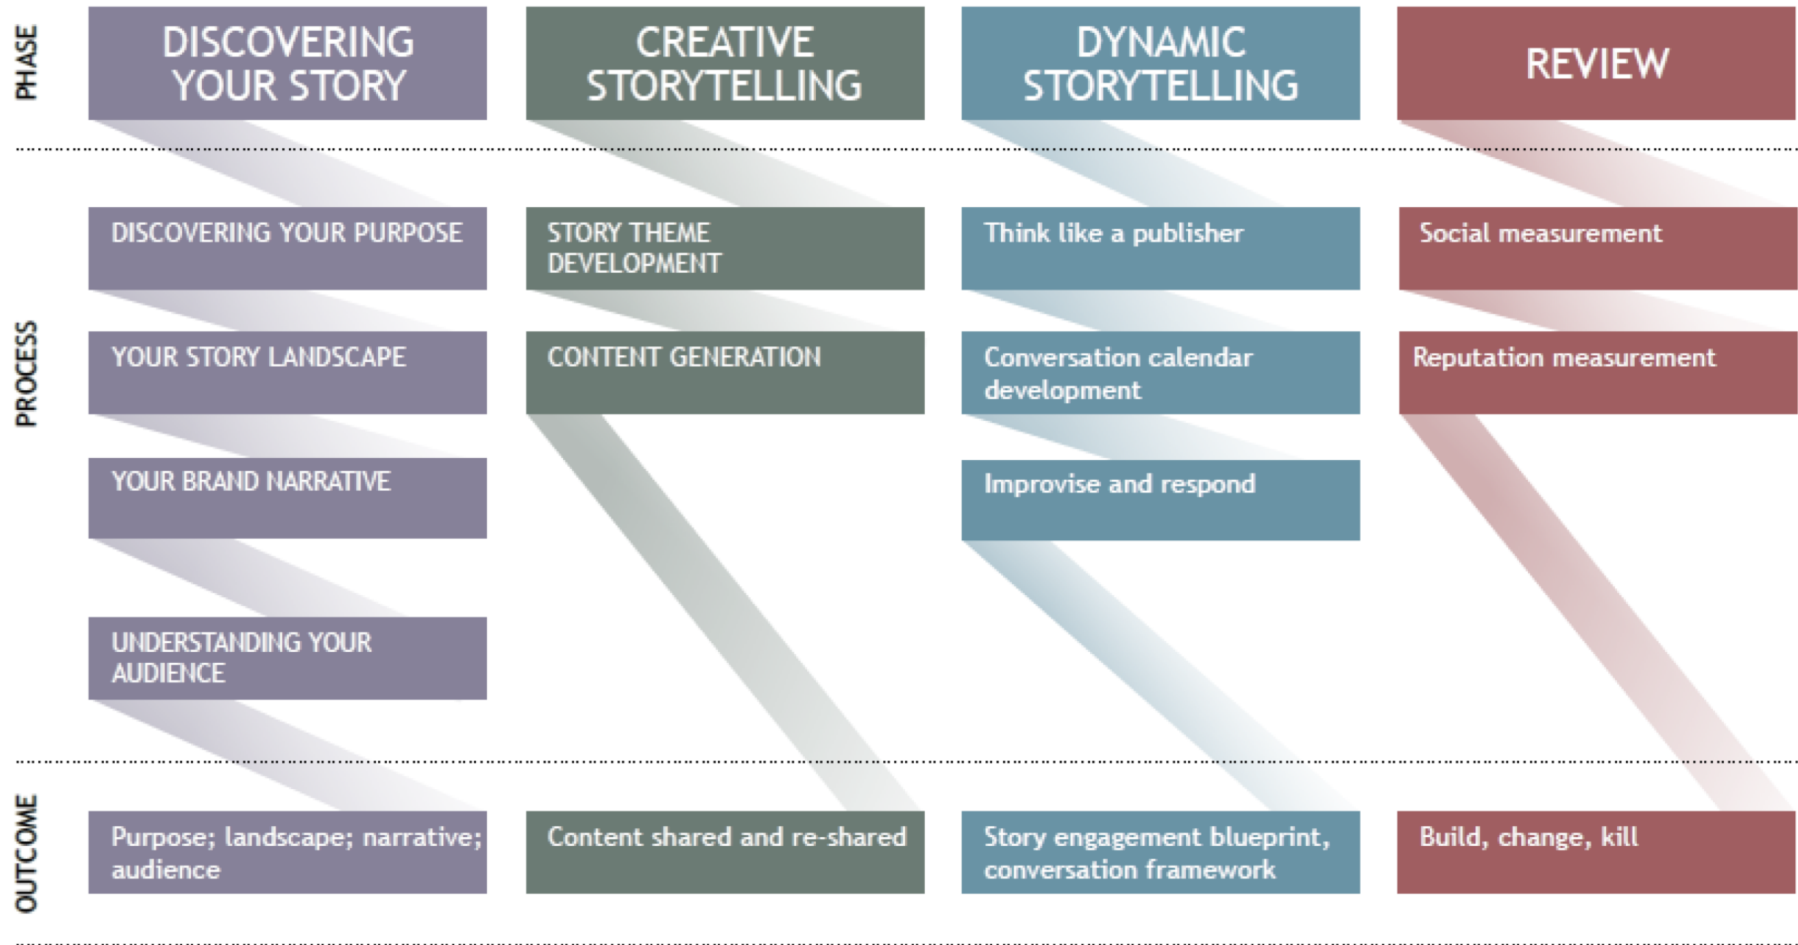 PHASE
DISCOVERING
YOUR STORY
CREATIVE
STORYTELLING
DYNAMIC
STORYTELLING
REVIEW
PROCESS
DISCOVERING YOUR PURPOSE
YOUR STORY LANDSCAPE
YOUR BRAND NARRATIVE
UNDERSTANDING YOUR
AUDIENCE
STORY THEME
DEVELOPMENT
CONTENT GENERATION
Think like a publisher
Conversation calendar
development
Improvise and respond
Social measurement
Reputation measurement
OUTCOME
Purpose; landscape; narrative;
audience
Content shared and re-shared
Story engagement blueprint,
conversation framework
Build, change, kill